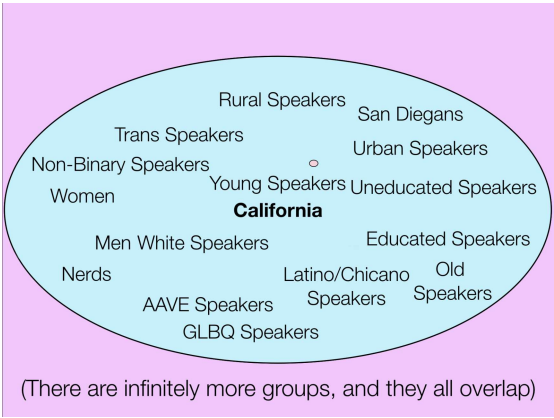 Rural Speakers
San Diegans
Trans Speakers
Urban Speakers
Non-Binary Speakers
Young Speakers
Uneducated Speakers
Women
California
Men
White Speakers
Educated Speakers
Nerds
Latino/Chicano
Speakers
Old
Speakers
AAVE Speakers
GLBQ Speakers
(There are infinitely more groups, and they all overlap)